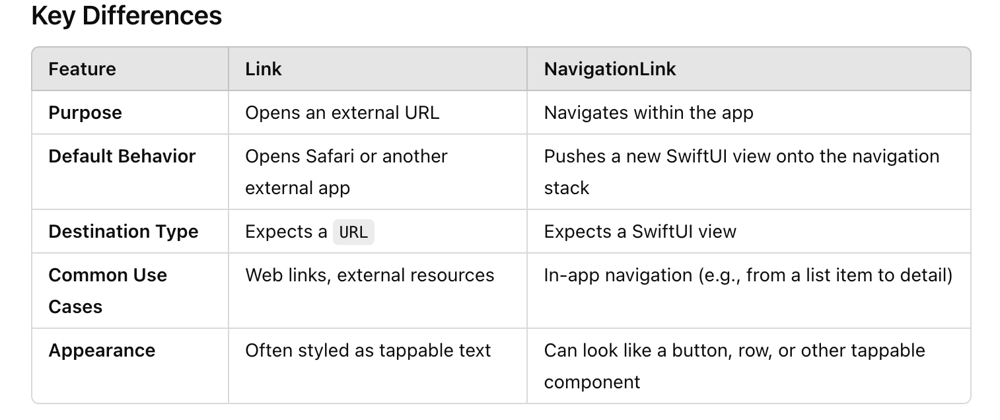 Key Differences
Feature Link NavigationLink
Purpose Opens an external URL Navigates within the app
Default Behavior Opens Safari or another Pushes a new SwiftUI view onto the navigation
external app stack
Destination Type Expects a URL Expects a SwiftUI view
Common Use Web links, external resources In-app navigation (e.g., from a list item to detail)
Cases
Appearance Often styled as tappable text Can look like a button, row, or other tappable
component